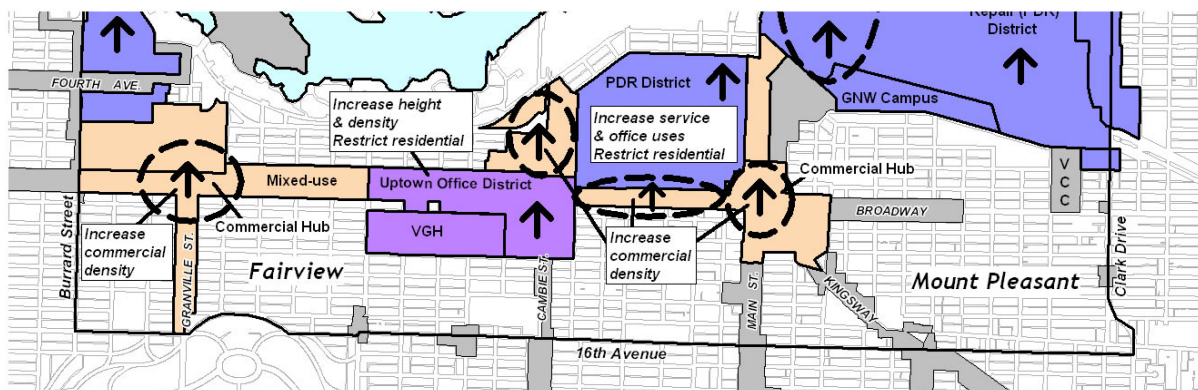 Repair (PDR)
District
FOURTH AVE.
PDR District
GNW Campus
Increase height
& density
Restrict residential
Increase service
& office uses
Restrict residential
Mixed-use
Uptown Office District
Commercial Hub
V
C
C
BROADWAY
Commercial Hub
VGH
Increase
commercial
density
Increase
commercial
density
Burrard Street
GRANVILLE ST.
Fairview
CAMBIE ST.
MAIN ST.
KINGSWAY
Mount Pleasant
Clark Drive
16th Avenue